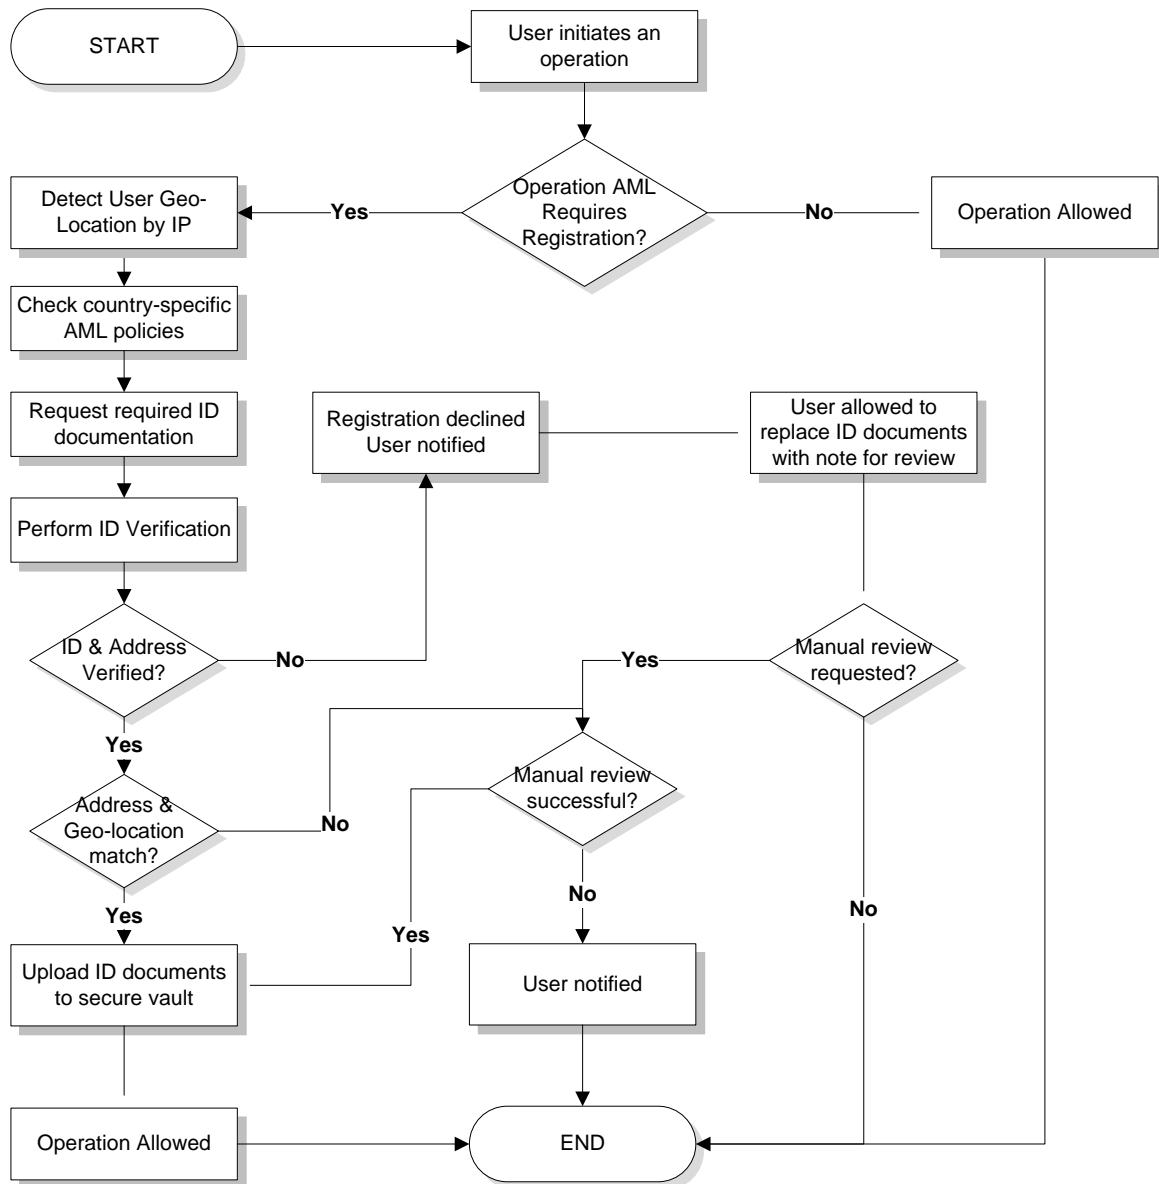 START
User initiates an
operation
Operation AML
Requires
Registration?
Yes
No
Detect User Geo-
Location by IP
Operation Allowed
Check country-specific
AML policies
Request required ID
documentation
Registration declined
User notified
User allowed to
replace ID documents
with note for review
Perform ID Verification
ID & Address
Verified?
No
Yes
Manual review
requested?
Yes
Manual review
successful?
Address &
Geo-location
match?
No
No
No
Yes
Yes
Upload ID documents
to secure vault
User notified
Operation Allowed
END